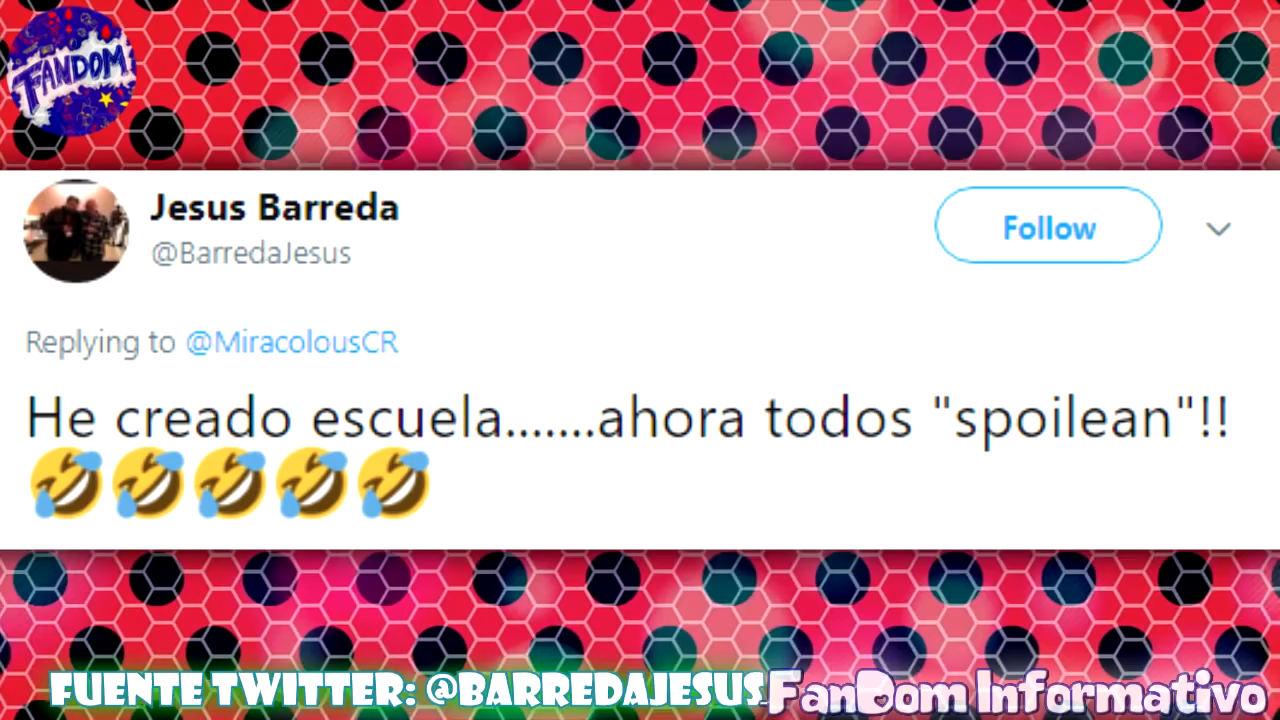 FANDOM
Jesus Barreda
@BarredaJesus
Follow
Replying to @MiracolousCR
He creado escuela.......ahora todos "spoilean"!!
🤣🤣🤣🤣🤣
FUENTE TWITTER: @BARREDAJESUS
FanDom Informativo